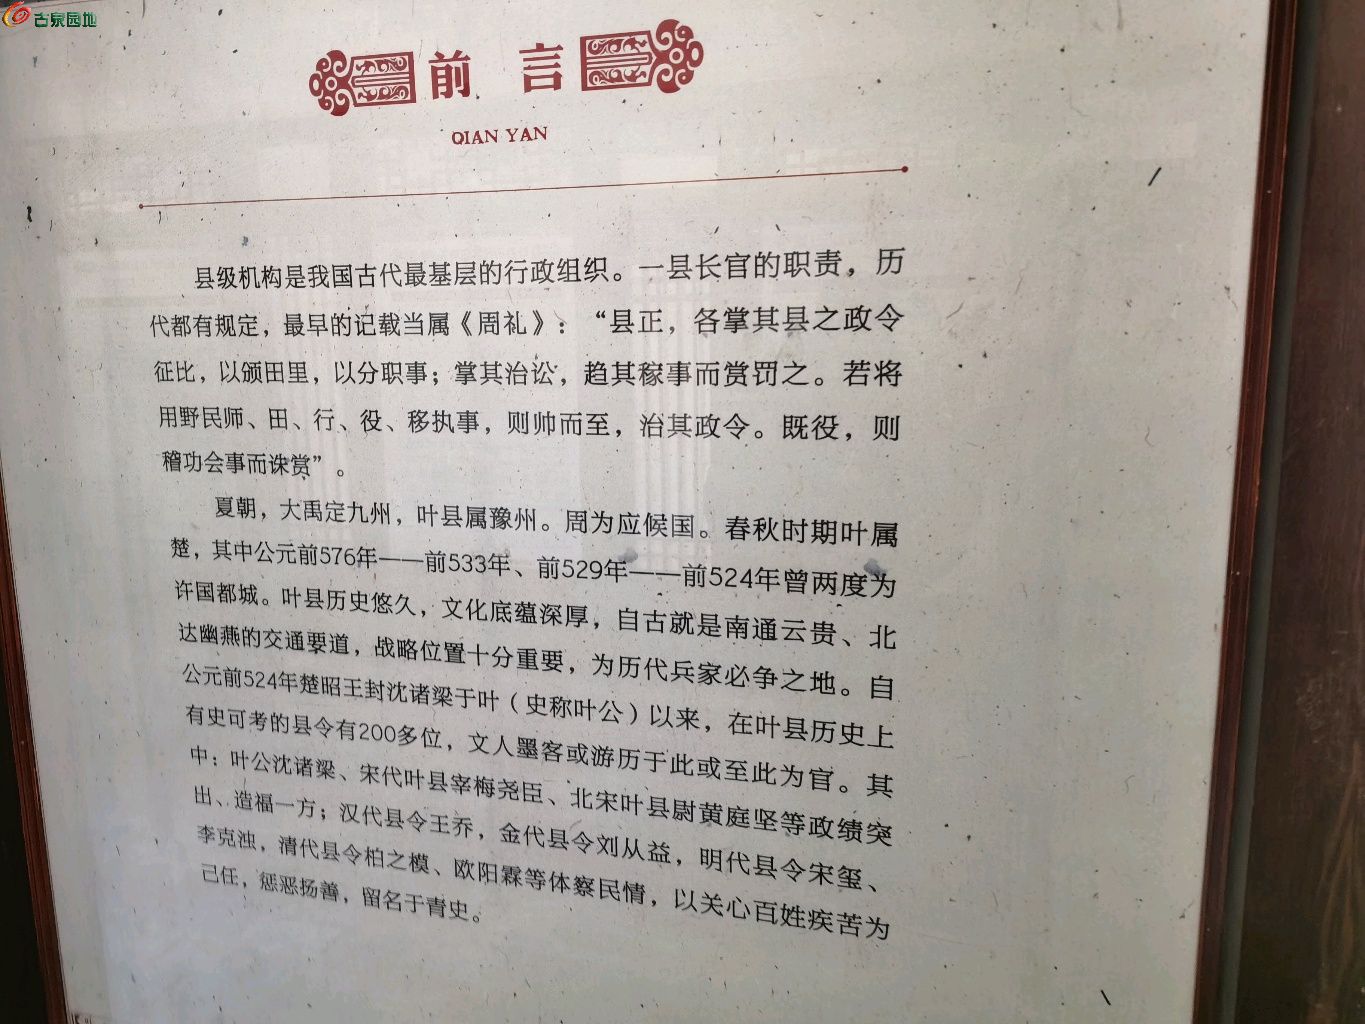 古泉园地
前言
QIAN YAN
县级机构是我国古代最基层的行政组织。一县长官的职责，历
代都有规定，最早的记载当属《周礼》：“县正，各掌其县之政令
征比，以颁田里，以分职事；掌其治讼，趋其稼事而赏罚之。若将
用野民师、田、行、役、移执事，则帅而至，治其政令。既役，则
稽功会事而诛赏”。
夏朝，大禹定九州，叶县属豫州。周为应候国。春秋时期叶属
楚，其中公元前576年——前533年、前529年——前524年曾两度为
许国都城。叶县历史悠久，文化底蕴深厚，自古就是南通云贵、北
达幽燕的交通要道，战略位置十分重要，为历代兵家必争之地。自
公元前524年楚昭王封沈诸梁于叶（史称叶公）以来，在叶县历史上
有史可考的县令有200多位，文人墨客或游历于此或至此为官。其
中：叶公沈诸梁、宋代叶县宰梅尧臣、北宋叶县尉黄庭坚等政绩突
出、造福一方；汉代县令王乔，金代县令刘从益，明代县令宋玺、
李克浊，清代县令柏之模、欧阳霖等体察民情，以关心百姓疾苦为
己任，惩恶扬善，留名于青史。